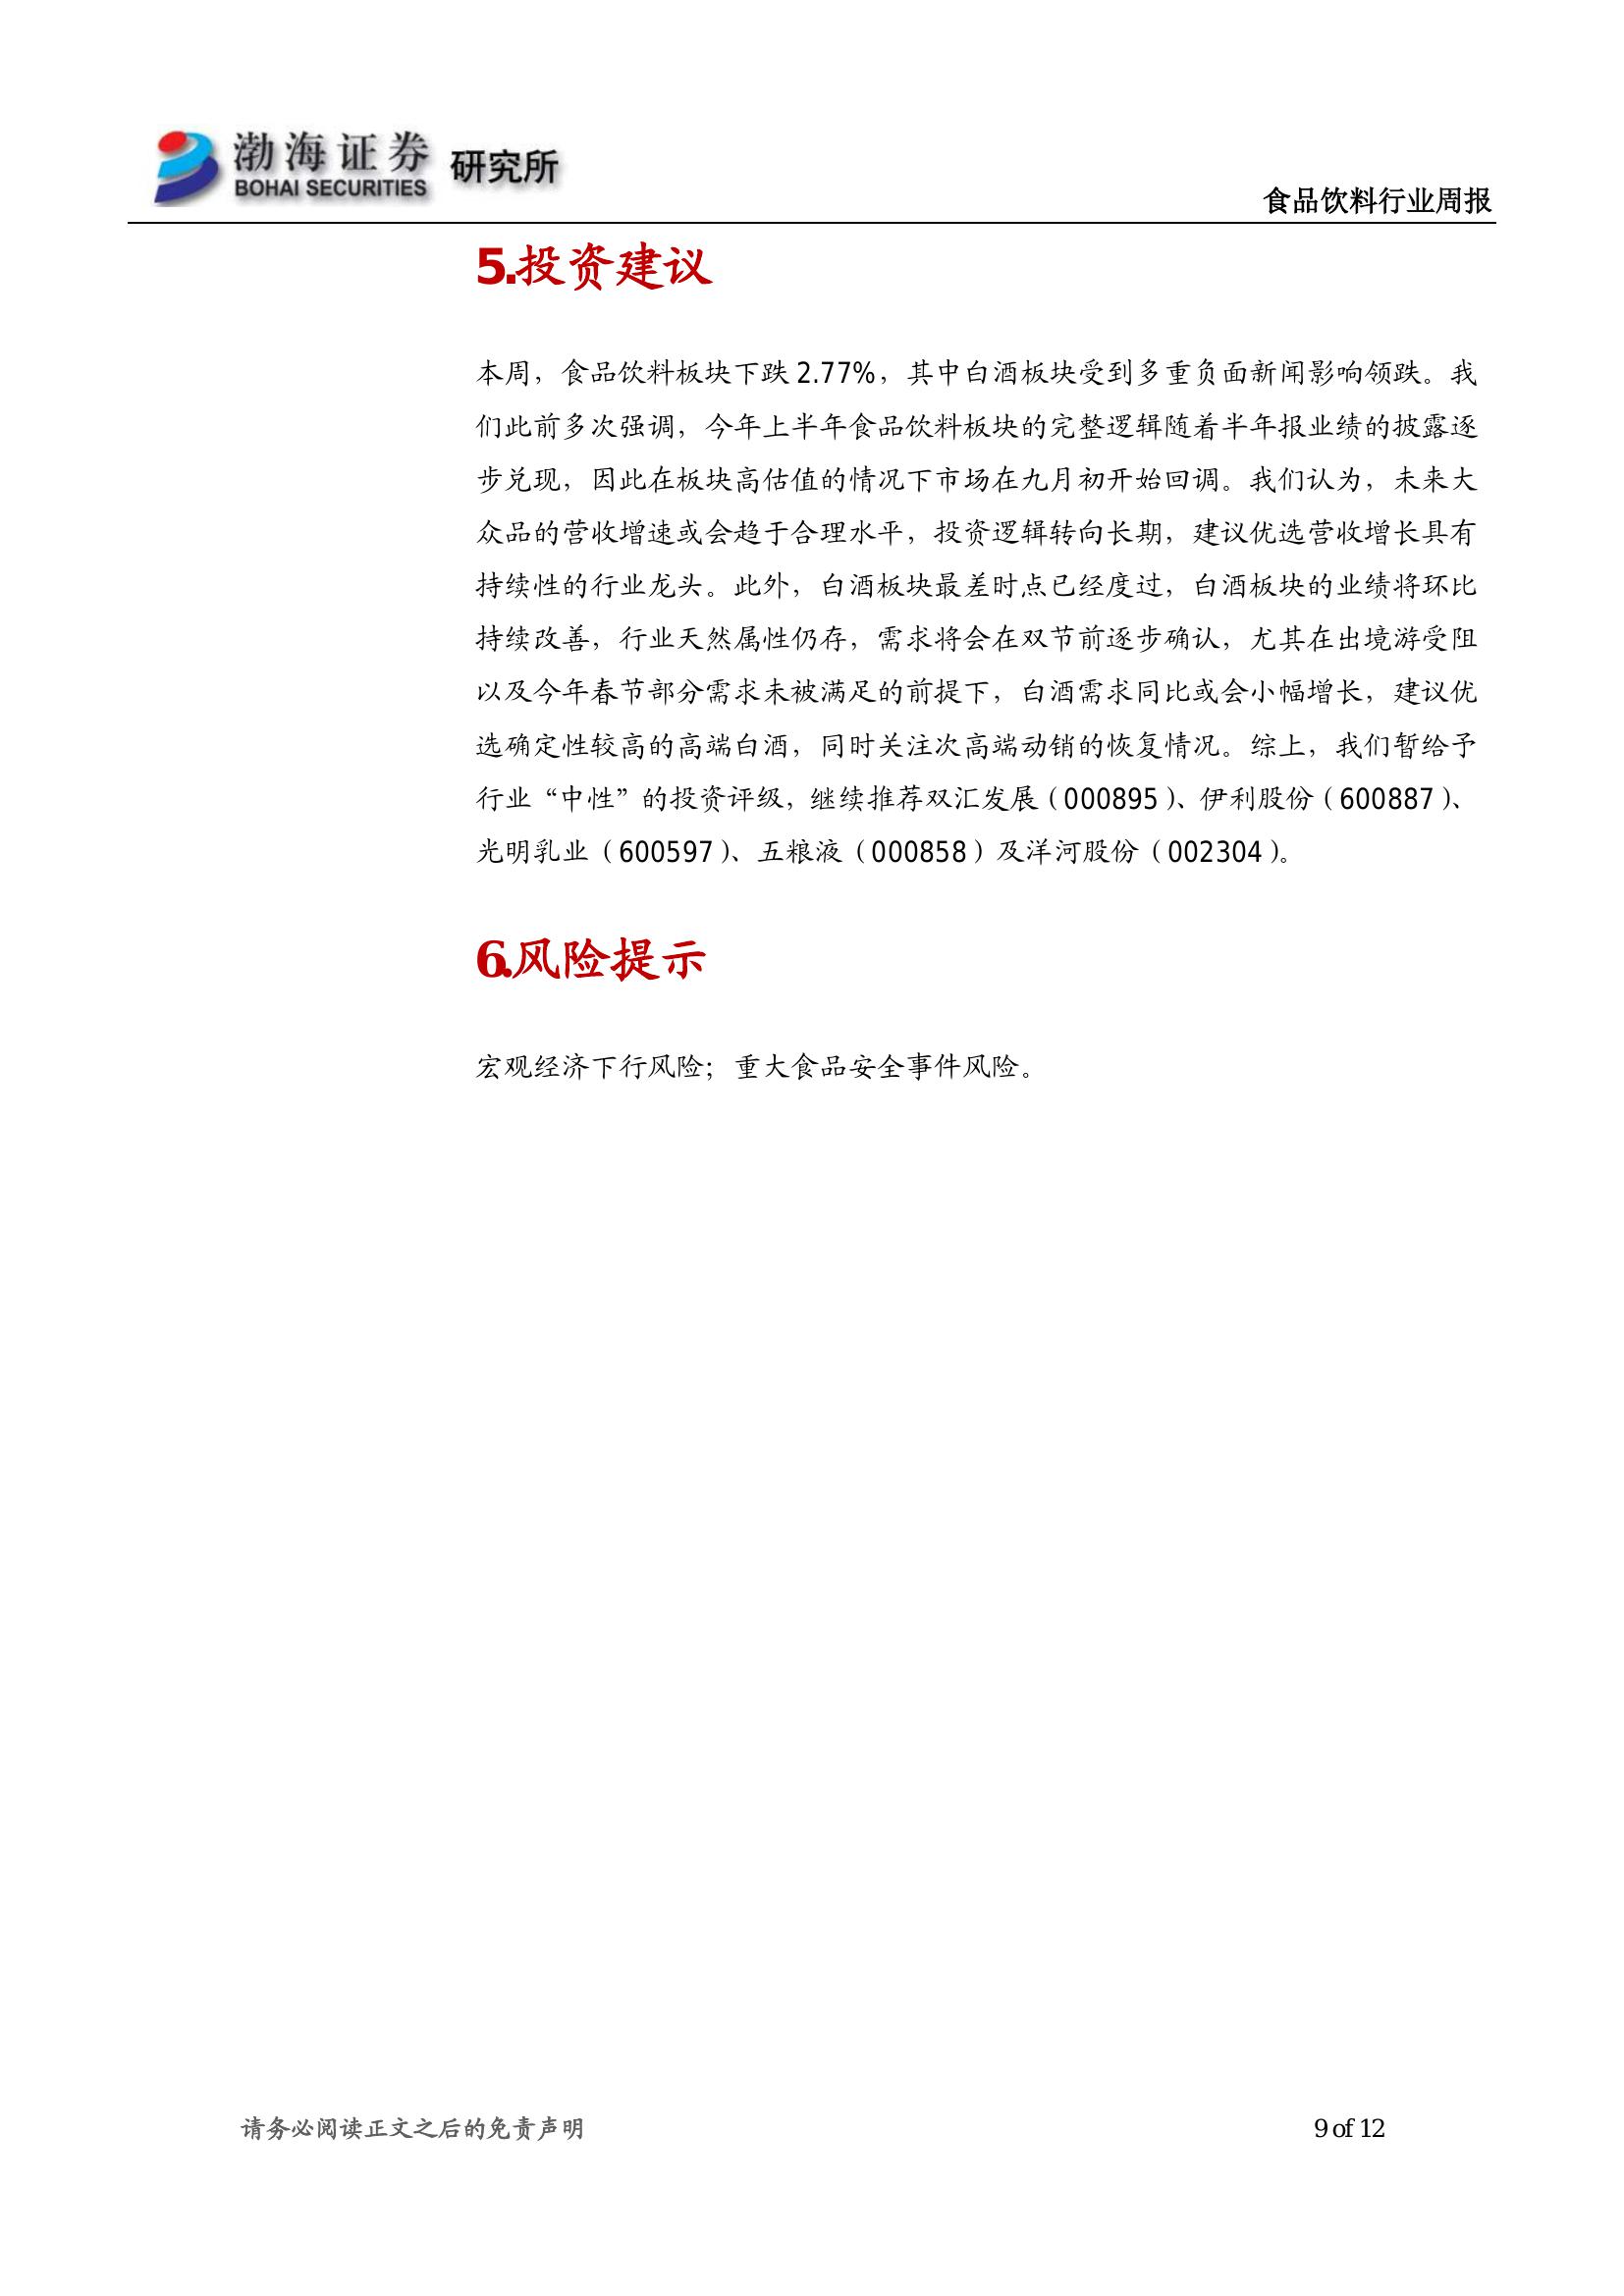 渤海证券 研究所
BOHAI SECURITIES
食品饮料行业周报
5.投资建议
本周，食品饮料板块下跌 2.77%，其中白酒板块受到多重负面新闻影响领跌。我
们此前多次强调，今年上半年食品饮料板块的完整逻辑随着半年报业绩的披露逐
步兑现，因此在板块高估值的情况下市场在九月初开始回调。我们认为，未来大
众品的营收增速或会趋于合理水平，投资逻辑转向长期，建议优选营收增长具有
持续性的行业龙头。此外，白酒板块最差时点已经度过，白酒板块的业绩将环比
持续改善，行业天然属性仍存，需求将会在双节前逐步确认，尤其在出境游受阻
以及今年春节部分需求未被满足的前提下，白酒需求同比或会小幅增长，建议优
选确定性较高的高端白酒，同时关注次高端动销的恢复情况。综上，我们暂给予
行业“中性”的投资评级，继续推荐双汇发展（000895）、伊利股份（600887）、
光明乳业（600597）、五粮液（000858）及洋河股份（002304）。
6.风险提示
宏观经济下行风险；重大食品安全事件风险。
请务必阅读正文之后的免责声明
9 of 12